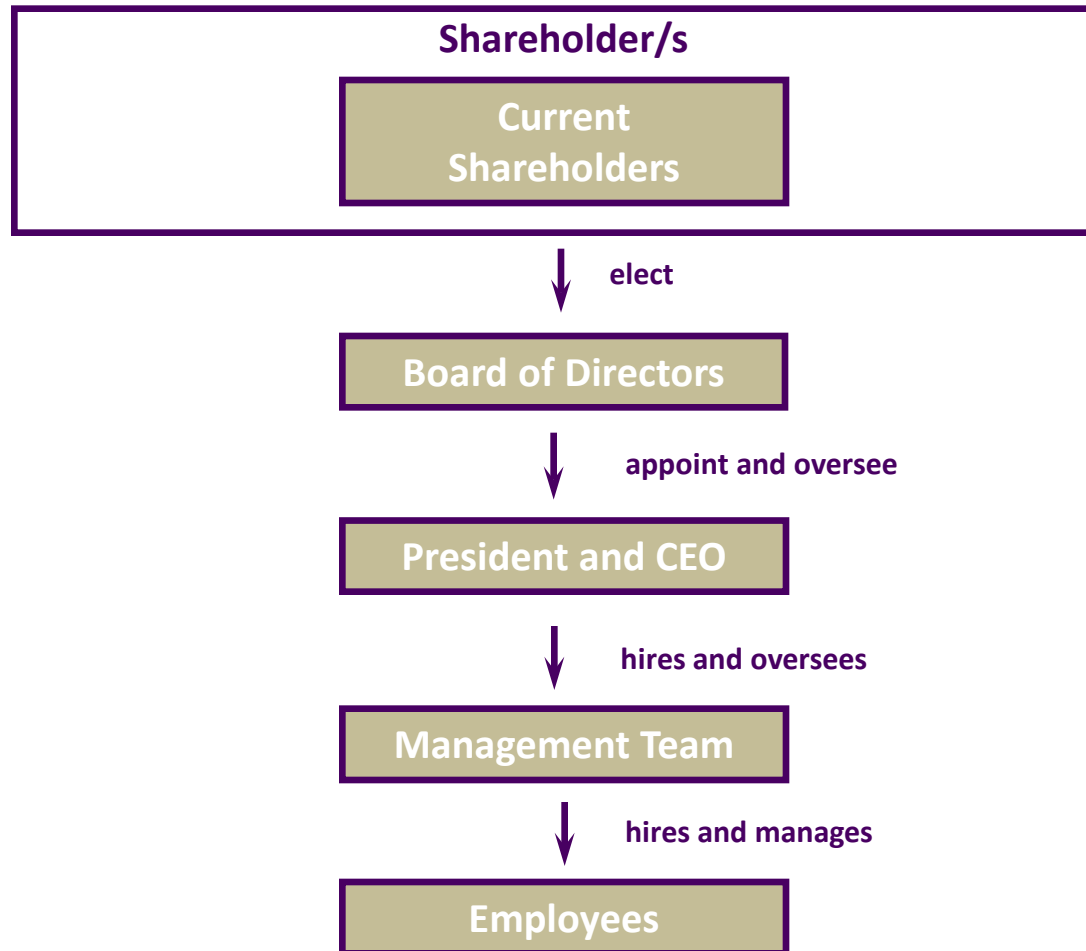 Shareholder/s
Current
Shareholders
elect
Board of Directors
appoint and oversee
President and CEO
hires and oversees
Management Team
hires and manages
Employees